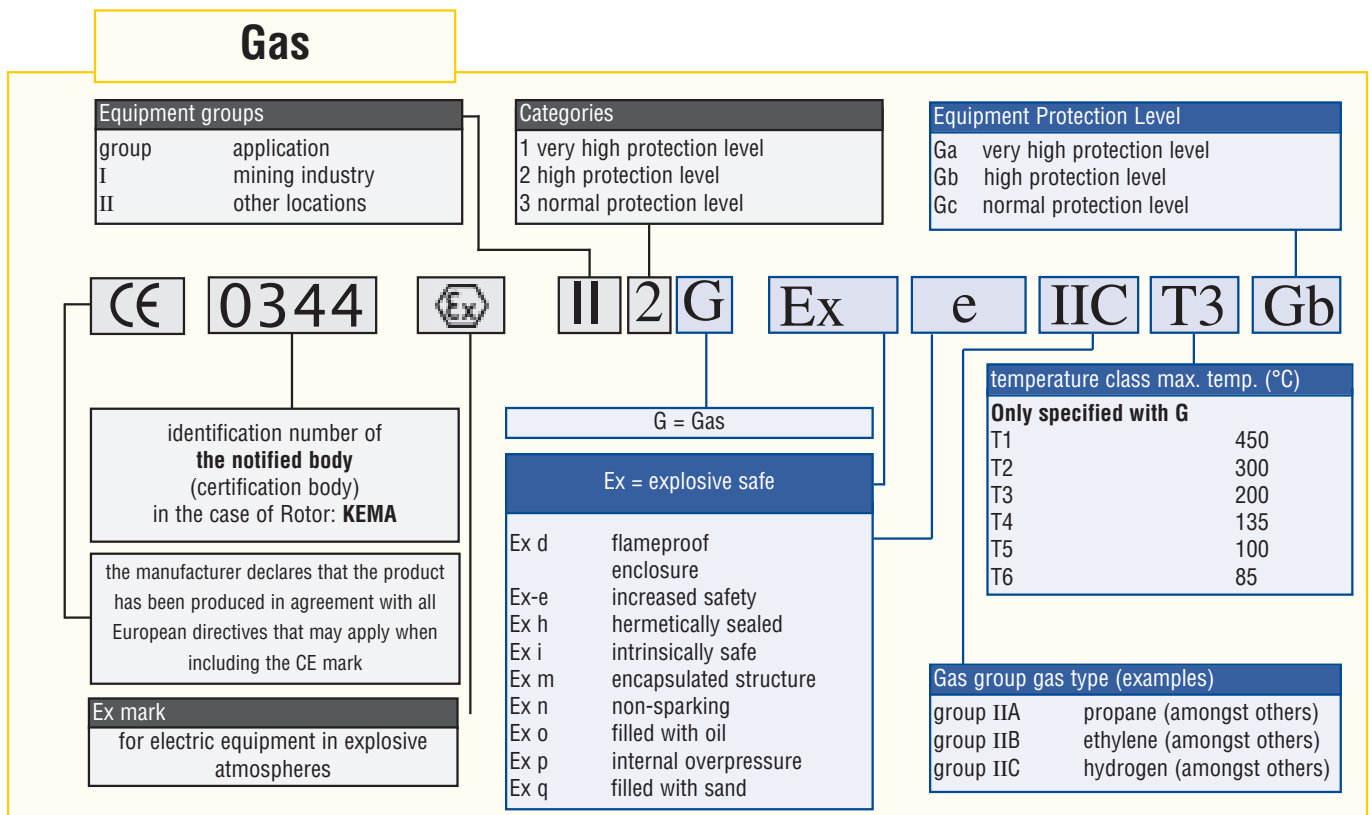 Gas
Equipment groups
group application
I mining industry
II other locations
Categories
1 very high protection level
2 high protection level
3 normal protection level
Equipment Protection Level
Ga very high protection level
Gb high protection level
Gc normal protection level
CE 0344 Ex II 2 G Ex e IIC T3 Gb
identification number of
the notified body
(certification body)
in the case of Rotor: KEMA
the manufacturer declares that the product
has been produced in agreement with all
European directives that may apply when
including the CE mark
Ex mark
for electric equipment in explosive
atmospheres
G = Gas
Ex = explosive safe
Ex d flameproof
enclosure
Ex-e increased safety
Ex h hermetically sealed
Ex i intrinsically safe
Ex m encapsulated structure
Ex n non-sparking
Ex o filled with oil
Ex p internal overpressure
Ex q filled with sand
temperature class max. temp. (°C)
Only specified with G
T1 450
T2 300
T3 200
T4 135
T5 100
T6 85
Gas group gas type (examples)
group IIA propane (amongst others)
group IIB ethylene (amongst others)
group IIC hydrogen (amongst others)